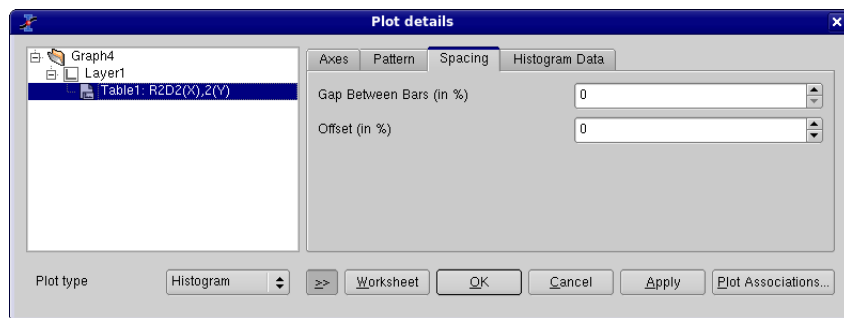 Plot details
Graph4
Layer1
Table1: R2D2(X),2(Y)
Axes Pattern Spacing Histogram Data
Gap Between Bars (in %) 0
Offset (in %) 0
Plot type Histogram >> Worksheet OK Cancel Apply Plot Associations...